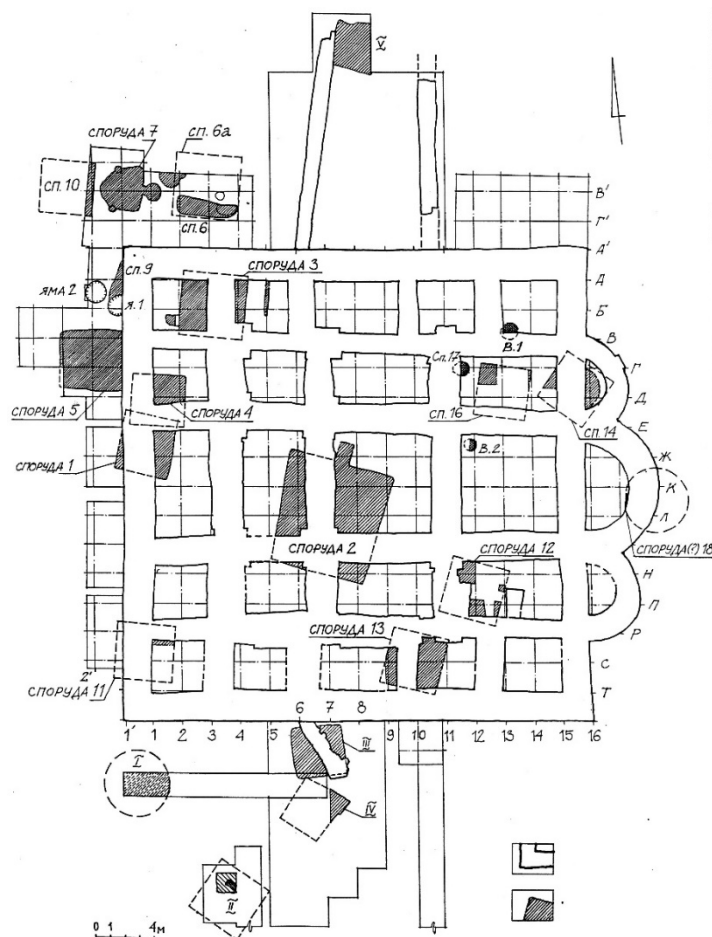 V
СПОРУДА 7
СП. 6а
СП. 10
СП. 6
В'
Г'
А'
СП. 9
СПОРУДА 3
ЯМА 2
Я.1
Д
Б
В.1
В
СП. 17
Г
Д
СПОРУДА 5
СПОРУДА 4
СП. 16
СП. 14
Е
СПОРУДА 1
В.2
Ж
К
Л
СПОРУДА 2
СПОРУДА(?) 18
СПОРУДА 12
Н
П
СПОРУДА 13
Р
С
2'
СПОРУДА 11
Т
6 7 8
1' 1 2 3 4 5 9 10 11 12 13 14 15 16
I
III
IV
II
0 1 4м